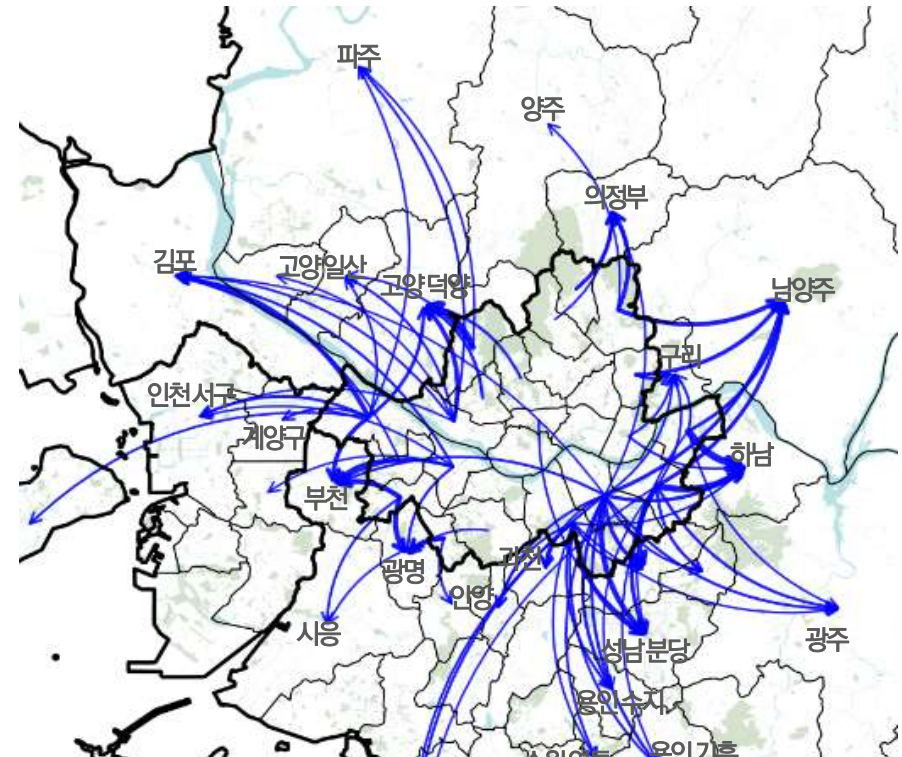 파주
양주
의정부
김포
고양 일산
고양 덕양
남양주
구리
인천 서구
계양구
하남
부천
과천
광명
안양
시흥
성남 분당
광주
용인 수지
용인 기흥